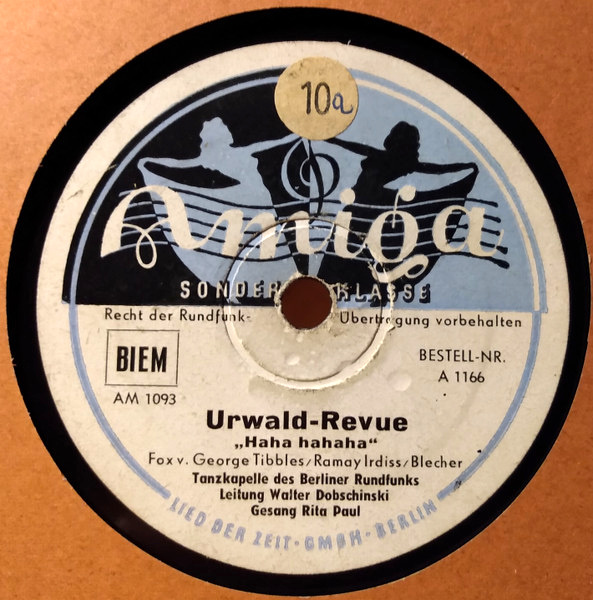 10a
Amiga
SONDERKLASSE
Recht der Rundfunk- Übertragung vorbehalten
BIEM
BESTELL-NR.
A 1166
AM 1093
Urwald-Revue
„Haha hahaha“
Fox v. George Tibbles/Ramay Irdiss/Blecher
Tanzkapelle des Berliner Rundfunks
Leitung Walter Dobschinski
Gesang Rita Paul
LIED DER ZEIT·GMBH·BERLIN